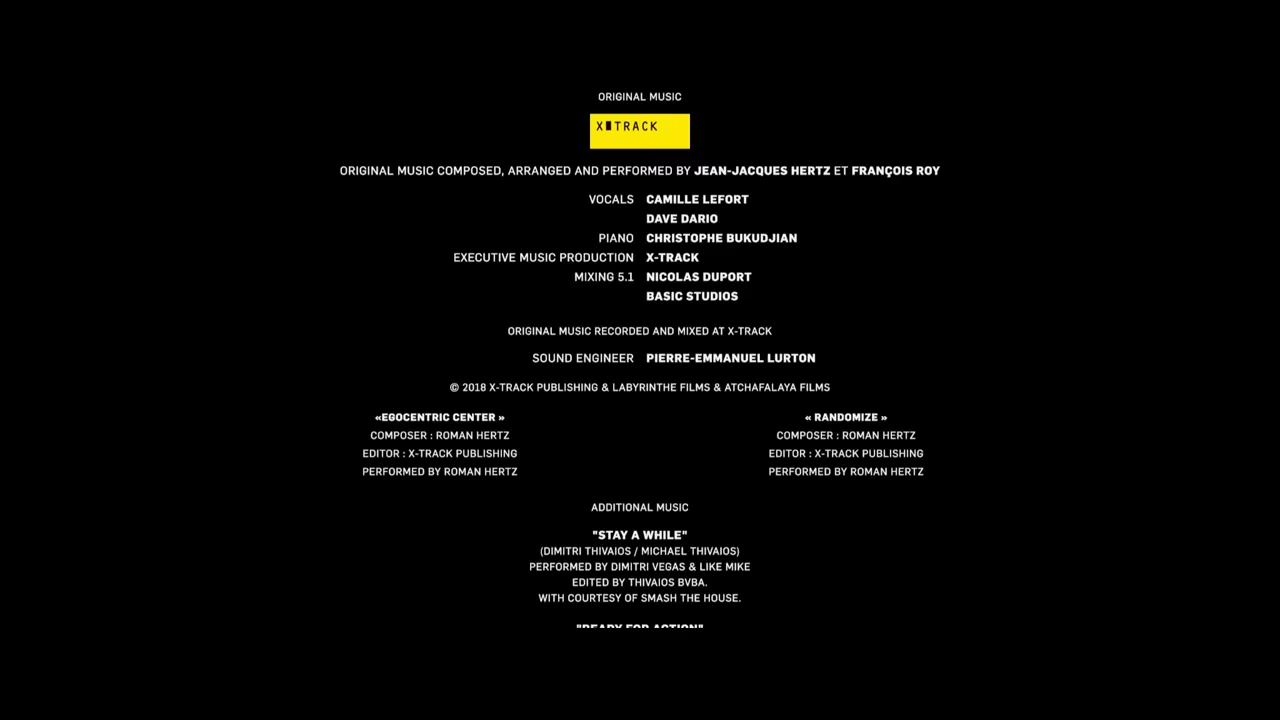 ORIGINAL MUSIC
X TRACK
ORIGINAL MUSIC COMPOSED, ARRANGED AND PERFORMED BY JEAN-JACQUES HERTZ ET FRANÇOIS ROY
VOCALS CAMILLE LEFORT
DAVE DARIO
PIANO CHRISTOPHE BUKUDJIAN
EXECUTIVE MUSIC PRODUCTION X-TRACK
MIXING 5.1 NICOLAS DUPORT
BASIC STUDIOS
ORIGINAL MUSIC RECORDED AND MIXED AT X-TRACK
SOUND ENGINEER PIERRE-EMMANUEL LURTON
© 2018 X-TRACK PUBLISHING & LABYRINTHE FILMS & ATCHAFALAYA FILMS
«EGOCENTRIC CENTER »
COMPOSER : ROMAN HERTZ
EDITOR : X-TRACK PUBLISHING
PERFORMED BY ROMAN HERTZ
« RANDOMIZE »
COMPOSER : ROMAN HERTZ
EDITOR : X-TRACK PUBLISHING
PERFORMED BY ROMAN HERTZ
ADDITIONAL MUSIC
"STAY A WHILE"
(DIMITRI THIVAIOS / MICHAEL THIVAIOS)
PERFORMED BY DIMITRI VEGAS & LIKE MIKE
EDITED BY THIVAIOS BVBA.
WITH COURTESY OF SMASH THE HOUSE.
"READY FOR ACTION"